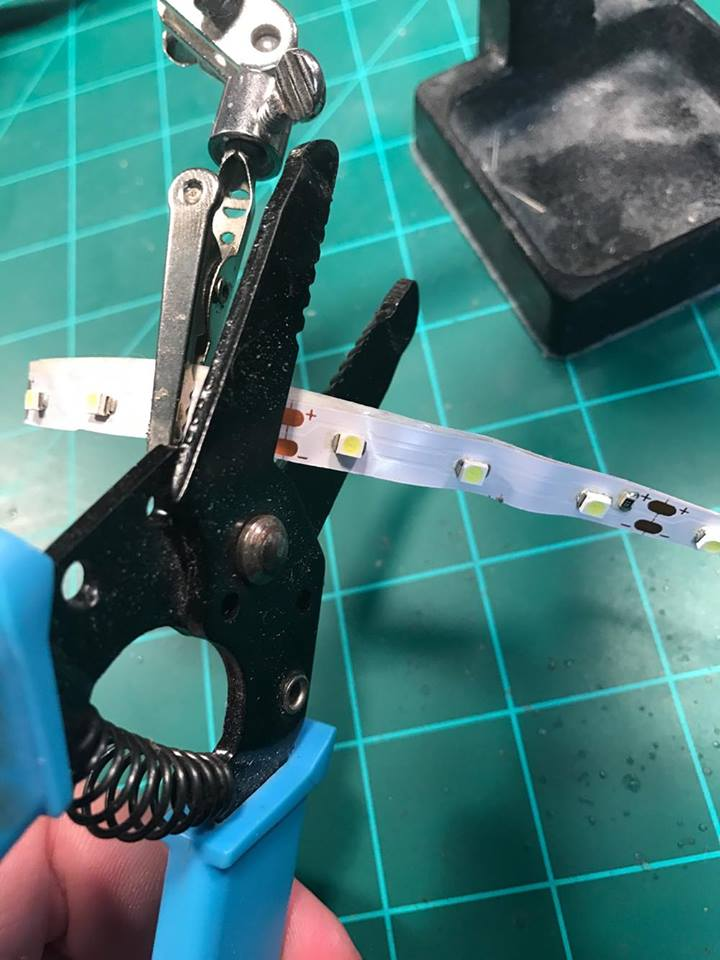 +
-
+ +
- -